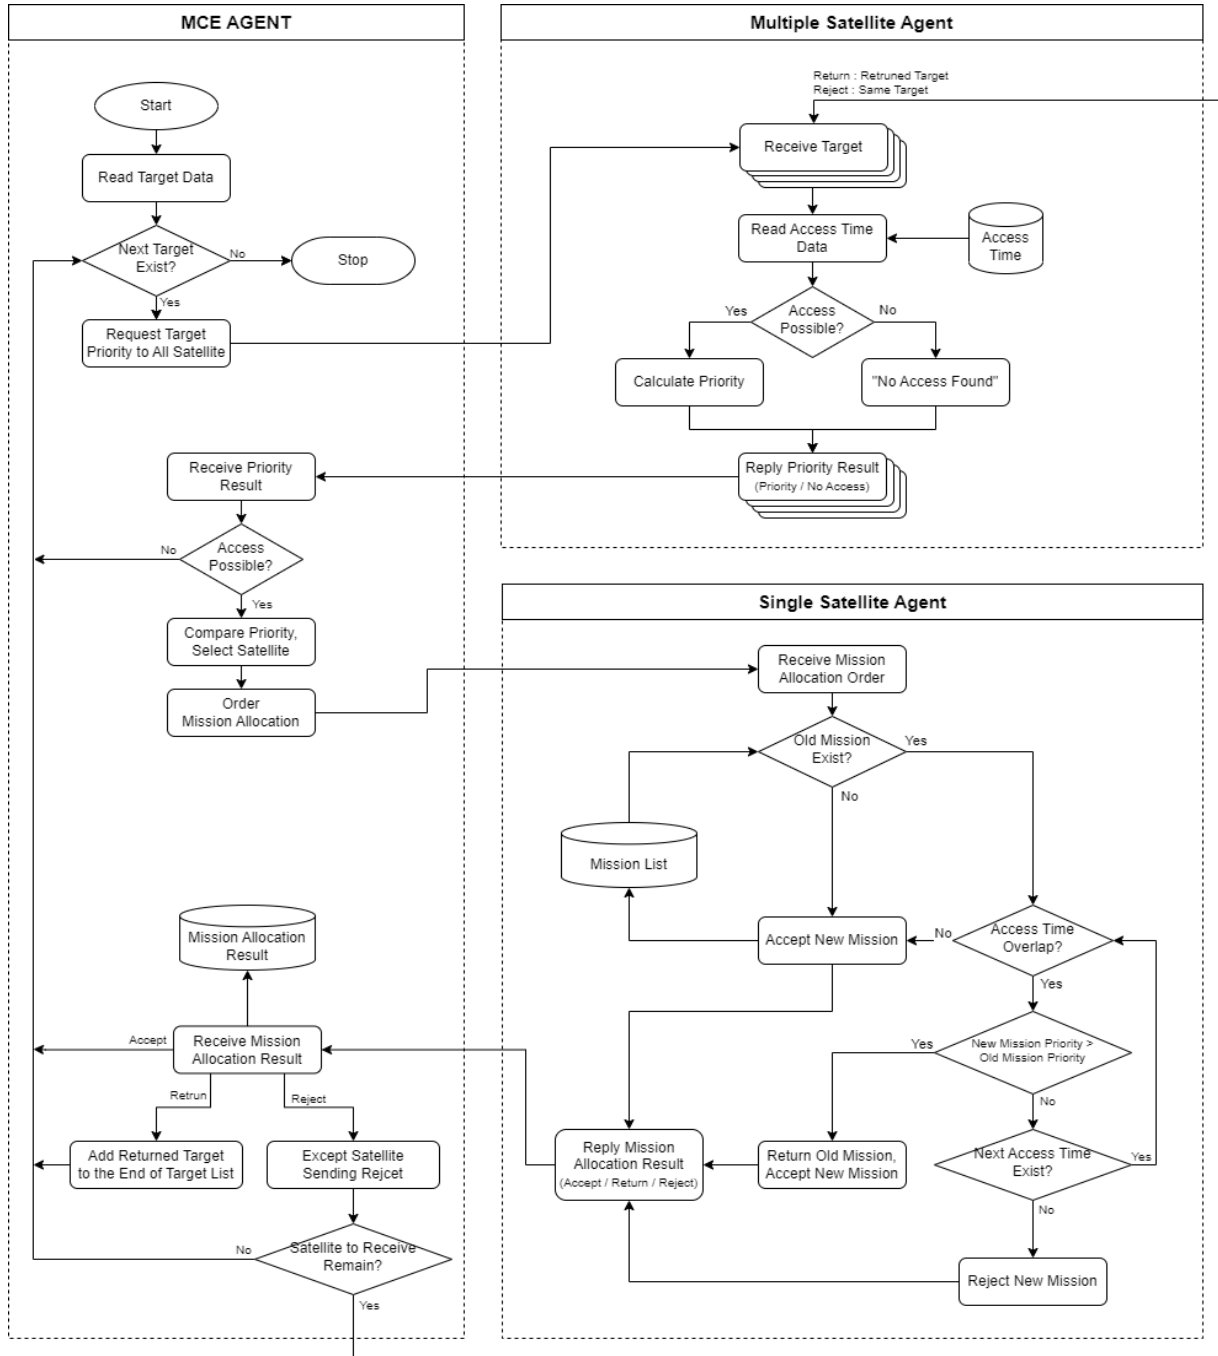 MCE AGENT
Start
Read Target Data
Next Target
Exist?
No
Stop
Yes
Request Target
Priority to All Satellite
Receive Priority
Result
Access
Possible?
No
Yes
Compare Priority,
Select Satellite
Order
Mission Allocation
Mission Allocation
Result
Accept
Receive Mission
Allocation Result
Retrun
Reject
Add Returned Target
to the End of Target List
Except Satellite
Sending Rejcet
No
Satellite to Receive
Remain?
Yes
Multiple Satellite Agent
Return : Retruned Target
Reject : Same Target
Receive Target
Read Access Time
Data
Access
Time
Yes
Access
Possible?
No
Calculate Priority
"No Access Found"
Reply Priority Result
(Priority / No Access)
Single Satellite Agent
Receive Mission
Allocation Order
Old Mission
Exist?
Yes
No
Mission List
Accept New Mission
No
Access Time
Overlap?
Yes
Yes
New Mission Priority >
Old Mission Priority
No
Reply Mission
Allocation Result
(Accept / Return / Reject)
Return Old Mission,
Accept New Mission
Next Access Time
Exist?
Yes
No
Reject New Mission